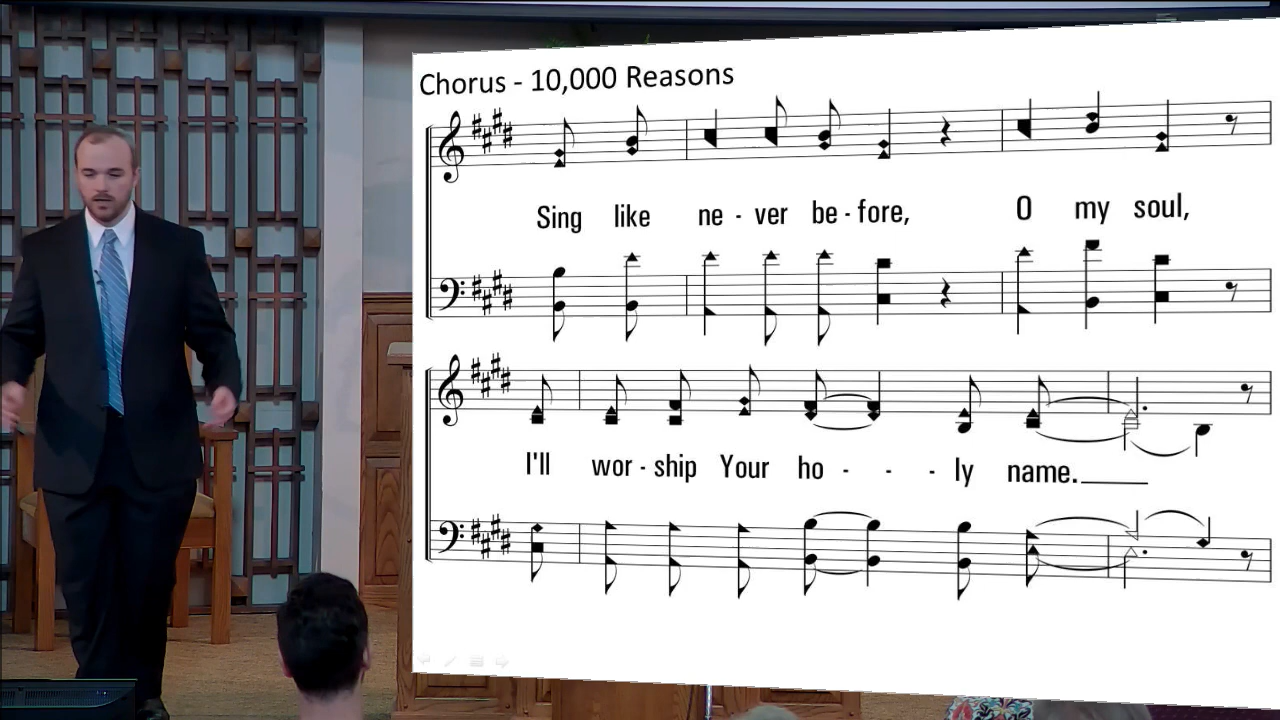 Chorus - 10,000 Reasons
Sing like ne - ver be - fore, O my soul,
I'll wor - ship Your ho - - - ly name.